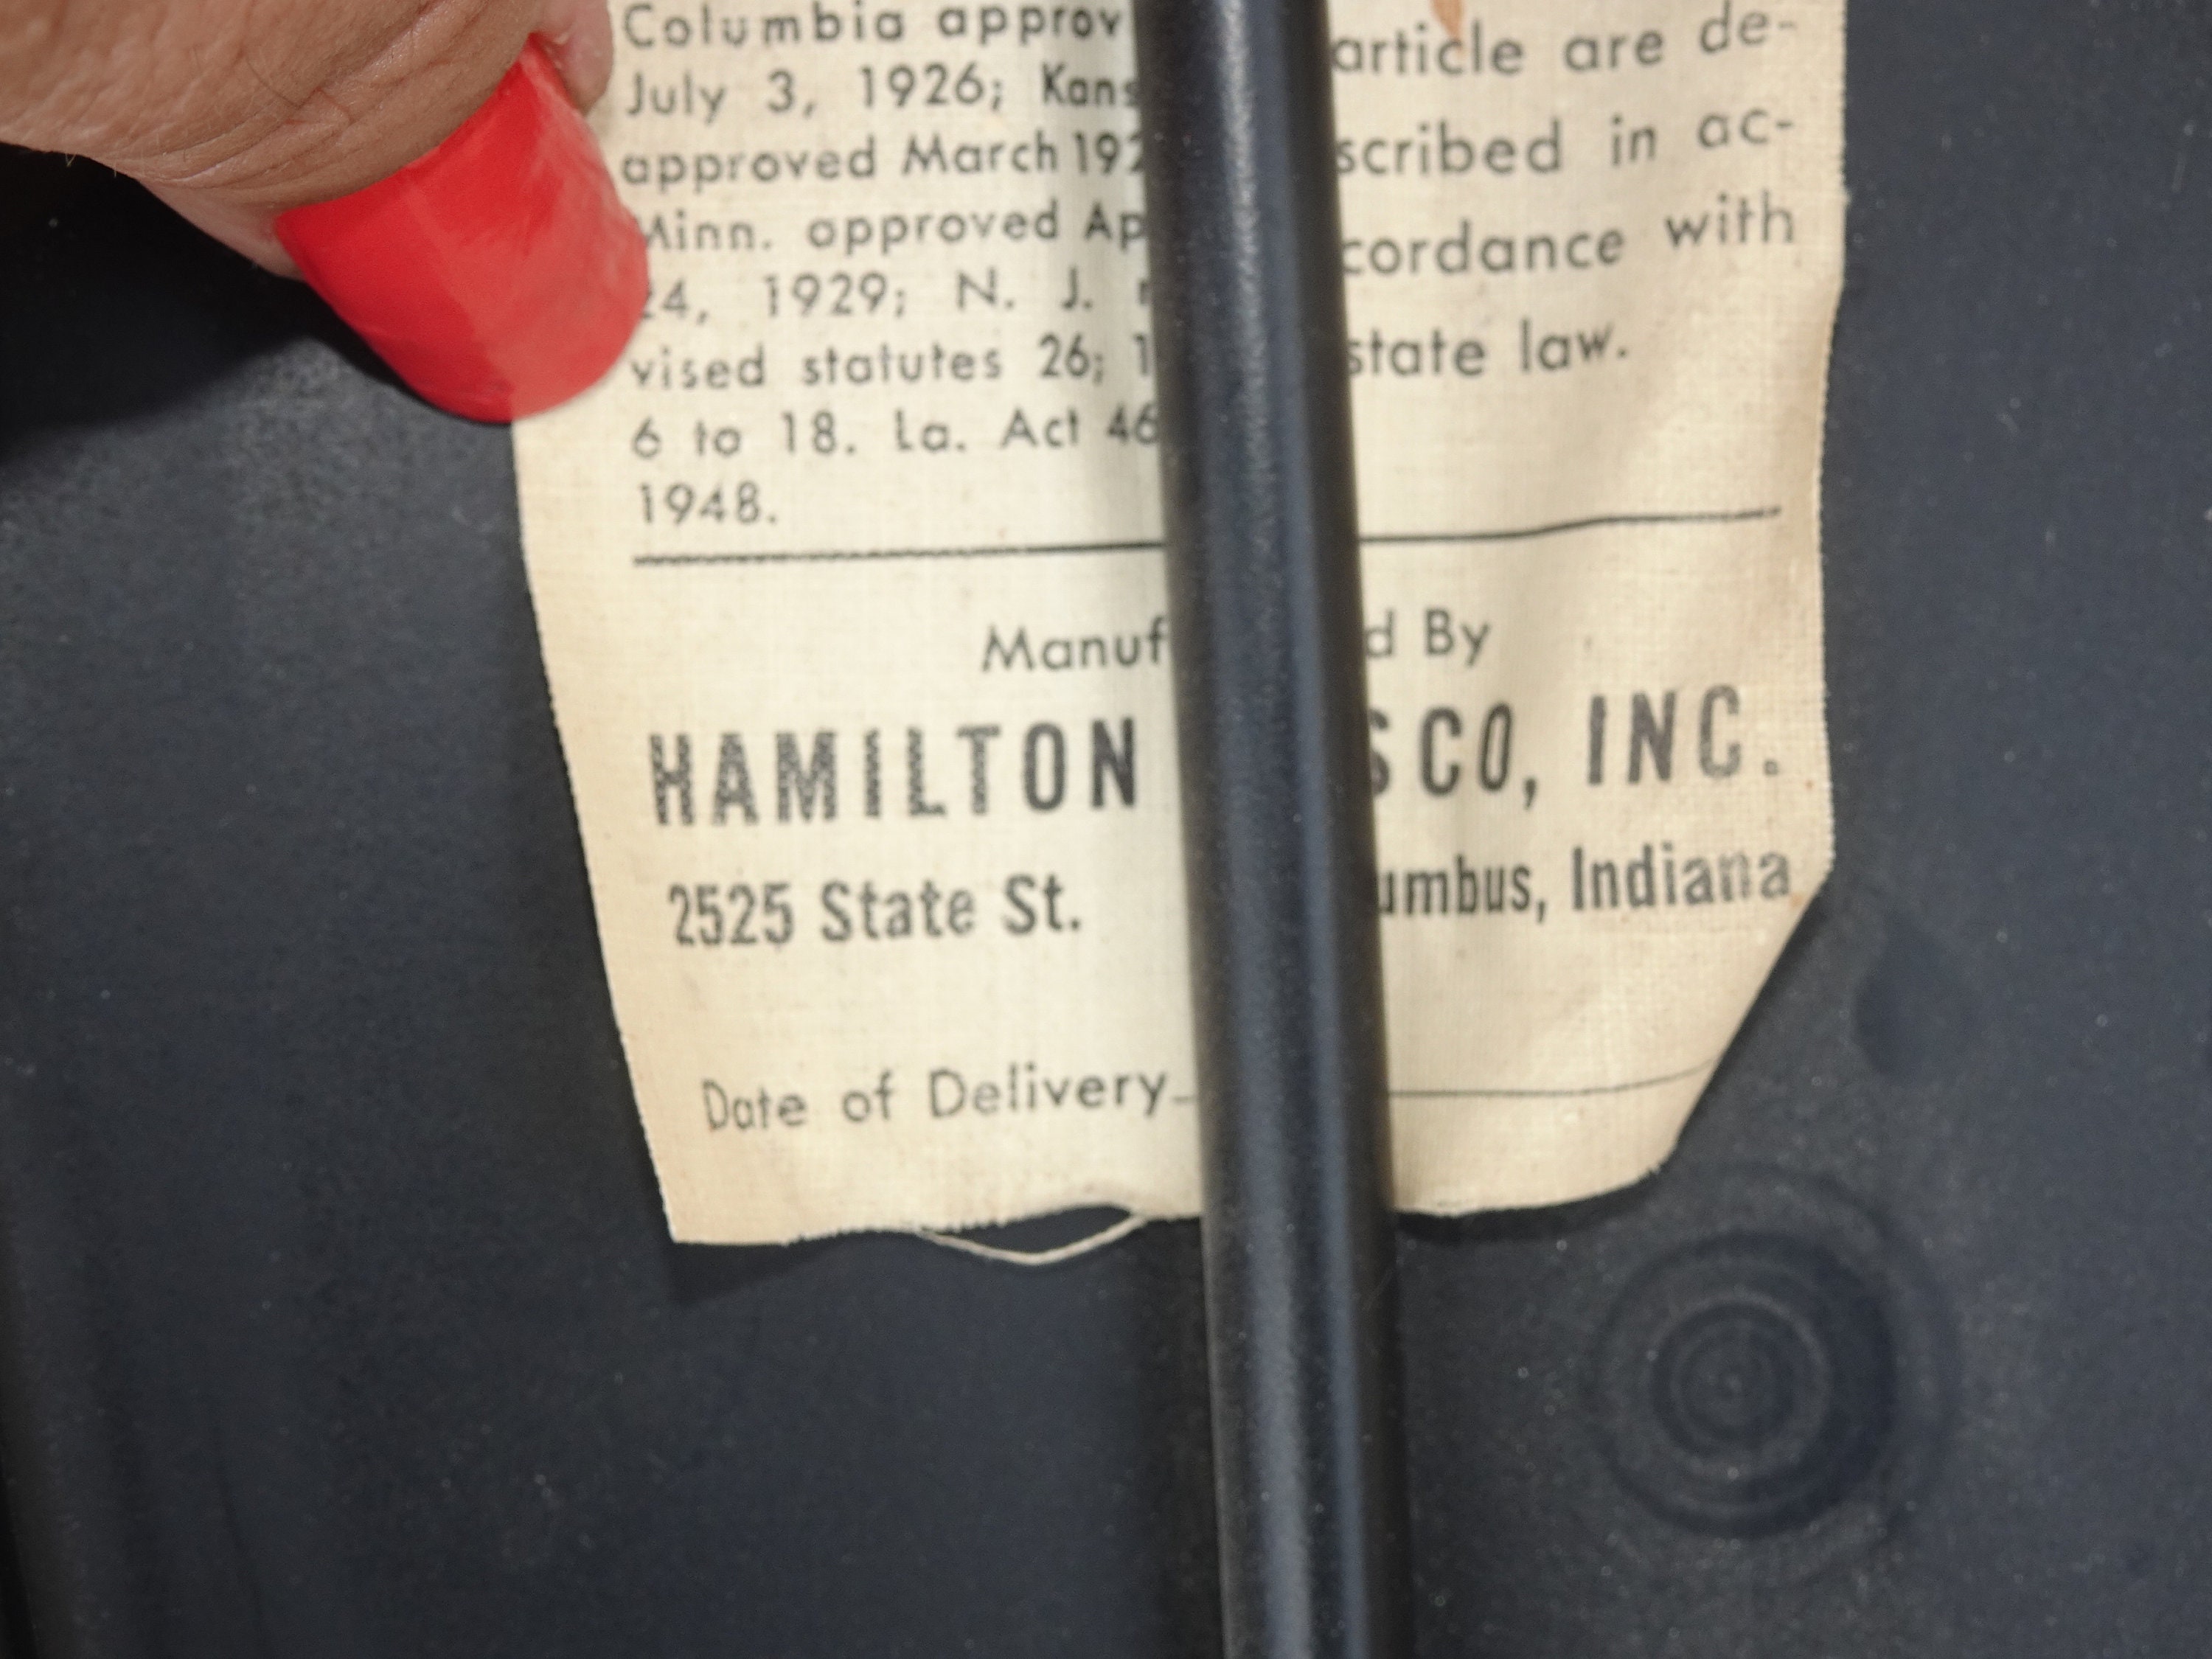 Columbia approv
July 3, 1926; Kans
approved March 192
Minn. approved Ap
24, 1929; N. J.
vised statutes 26; 1
6 to 18. La. Act 46
1948.
article are de-
scribed in ac-
cordance with
state law.
Manuf d By
HAMILTON SCO, INC.
2525 State St. umbus, Indiana
Date of Delivery